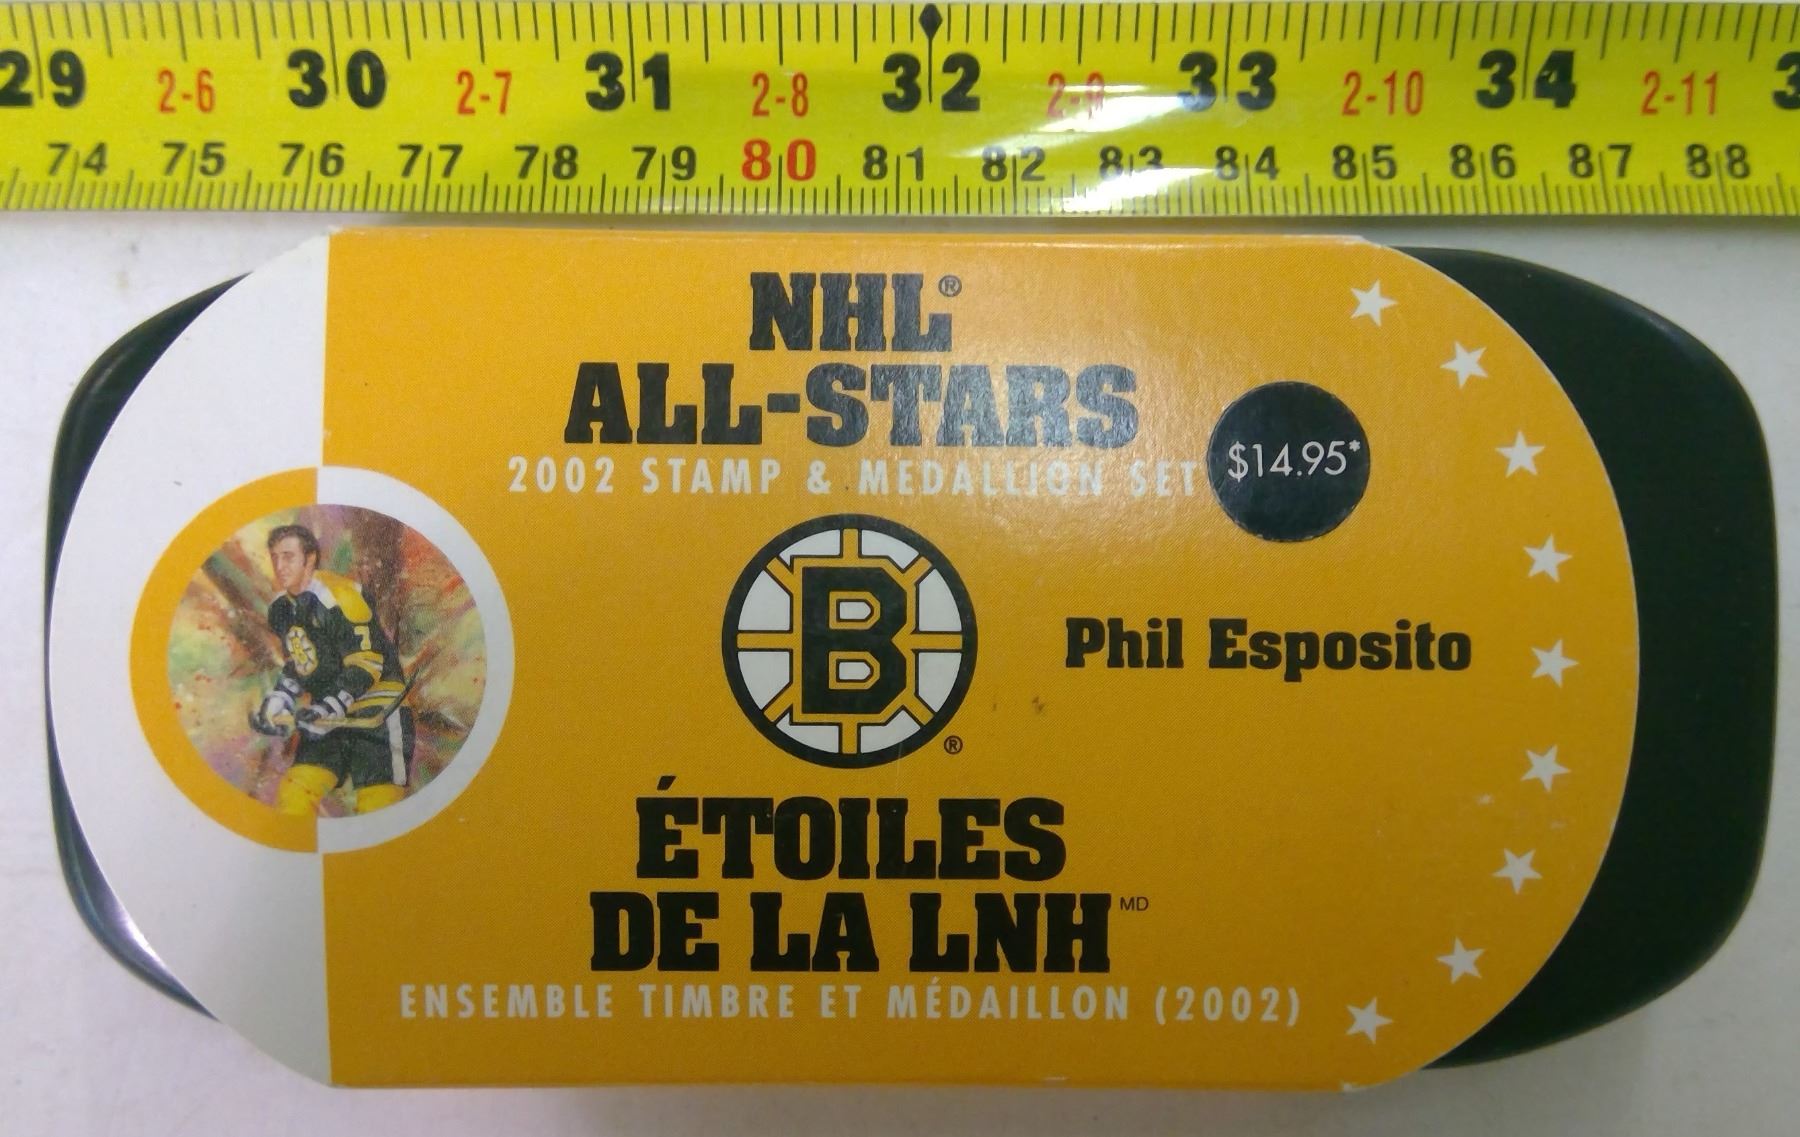 29 2-6 30 2-7 31 2-8 32 2-9 33 2-10 34 2-11 3
74 75 76 77 78 79 80 81 82 83 84 85 86 87 88
NHL®
ALL-STARS
2002 STAMP & MEDALLION SET
$14.95*
B
®
7
Phil Esposito
ÉTOILES
DE LA LNH MD
ENSEMBLE TIMBRE ET MÉDAILLON (2002)